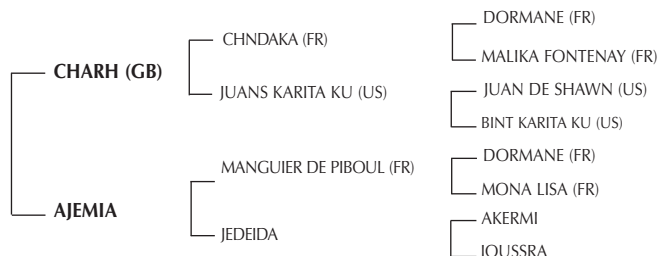 DORMANE (FR)
CHNDAKA (FR)
MALIKA FONTENAY (FR)
CHARH (GB)
JUAN DE SHAWN (US)
JUANS KARITA KU (US)
BINT KARITA KU (US)
DORMANE (FR)
MANGUIER DE PIBOUL (FR)
MONA LISA (FR)
AJEMIA
AKERMI
JEDEIDA
IOUSSRA